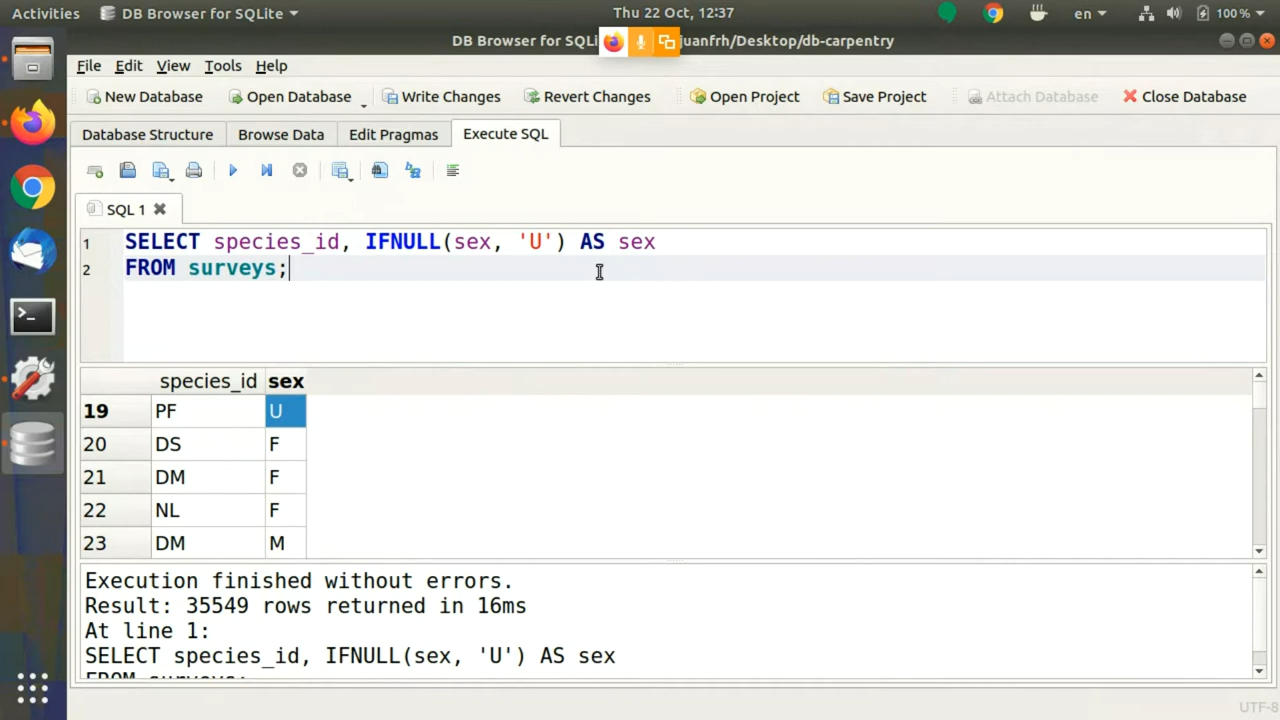 Activities DB Browser for SQLite Thu 22 Oct, 12:37 en 100 %
DB Browser for SQLi juanfrh/Desktop/db-carpentry
File Edit View Tools Help
New Database Open Database Write Changes Revert Changes Open Project Save Project Attach Database Close Database
Database Structure Browse Data Edit Pragmas Execute SQL
SQL 1
1 SELECT species_id, IFNULL(sex, 'U') AS sex
2 FROM surveys;
species_id sex
19 PF U
20 DS F
21 DM F
22 NL F
23 DM M
Execution finished without errors.
Result: 35549 rows returned in 16ms
At line 1:
SELECT species_id, IFNULL(sex, 'U') AS sex
FROM surveys;
UTF-8